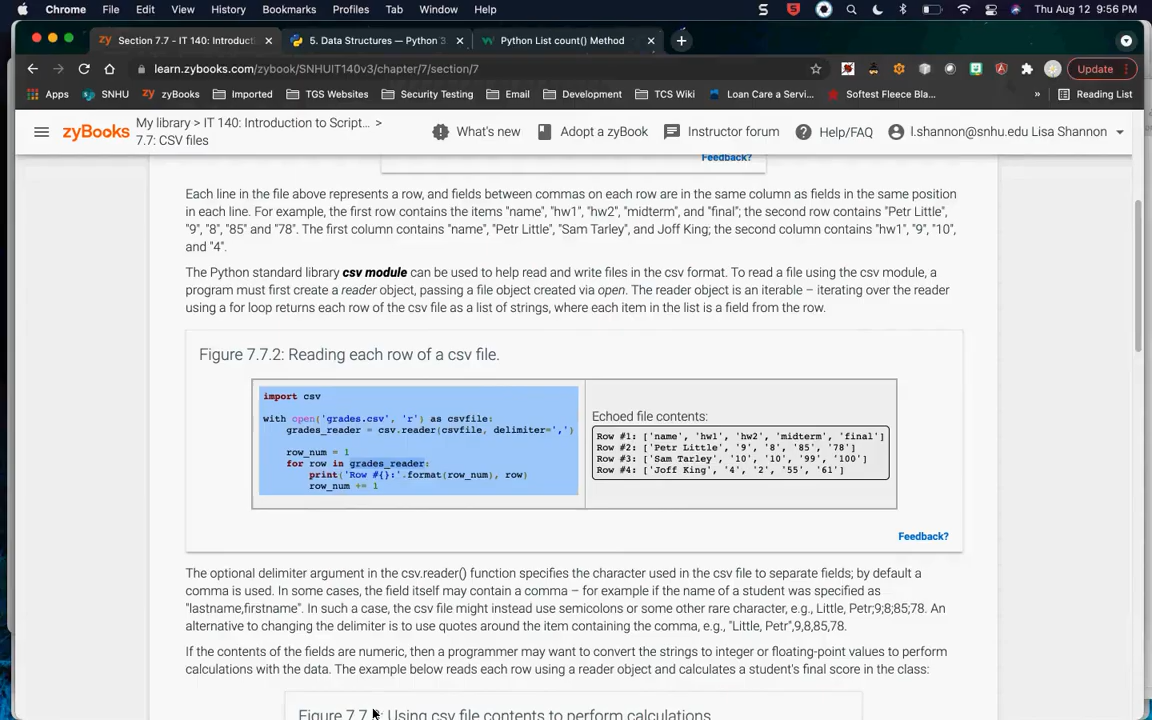 Chrome File Edit View History Bookmarks Profiles Tab Window Help Thu Aug 12 9:56 PM
Section 7.7 - IT 140: Introduct 5. Data Structures — Python 3. Python List count() Method
learn.zybooks.com/zybook/SNHUIT140v3/chapter/7/section/7 Update
Apps SNHU zyBooks Imported TGS Websites Security Testing Email Development TCS Wiki Loan Care a Servi... Softest Fleece Bla... » Reading List
zyBooks My library > IT 140: Introduction to Script... > What's new Adopt a zyBook Instructor forum Help/FAQ l.shannon@snhu.edu Lisa Shannon
7.7: CSV files
Feedback?
Each line in the file above represents a row, and fields between commas on each row are in the same column as fields in the same position
in each line. For example, the first row contains the items "name", "hw1", "hw2", "midterm", and "final"; the second row contains "Petr Little",
"9", "8", "85" and "78". The first column contains "name", "Petr Little", "Sam Tarley", and Joff King; the second column contains "hw1", "9", "10",
and "4".
The Python standard library csv module can be used to help read and write files in the csv format. To read a file using the csv module, a
program must first create a reader object, passing a file object created via open. The reader object is an iterable – iterating over the reader
using a for loop returns each row of the csv file as a list of strings, where each item in the list is a field from the row.
Figure 7.7.2: Reading each row of a csv file.
import csv
with open('grades.csv', 'r') as csvfile:
grades_reader = csv.reader(csvfile, delimiter=',')
row_num = 1
for row in grades_reader:
print('Row #{}:'.format(row_num), row)
row_num += 1
Echoed file contents:
Row #1: ['name', 'hw1', 'hw2', 'midterm', 'final']
Row #2: ['Petr Little', '9', '8', '85', '78']
Row #3: ['Sam Tarley', '10', '10', '99', '100']
Row #4: ['Joff King', '4', '2', '55', '61']
Feedback?
The optional delimiter argument in the csv.reader() function specifies the character used in the csv file to separate fields; by default a
comma is used. In some cases, the field itself may contain a comma – for example if the name of a student was specified as
"lastname,firstname". In such a case, the csv file might instead use semicolons or some other rare character, e.g., Little, Petr;9;8;85;78. An
alternative to changing the delimiter is to use quotes around the item containing the comma, e.g., "Little, Petr",9,8,85,78.
If the contents of the fields are numeric, then a programmer may want to convert the strings to integer or floating-point values to perform
calculations with the data. The example below reads each row using a reader object and calculates a student's final score in the class:
Figure 7.7 Using csv file contents to perform calculations